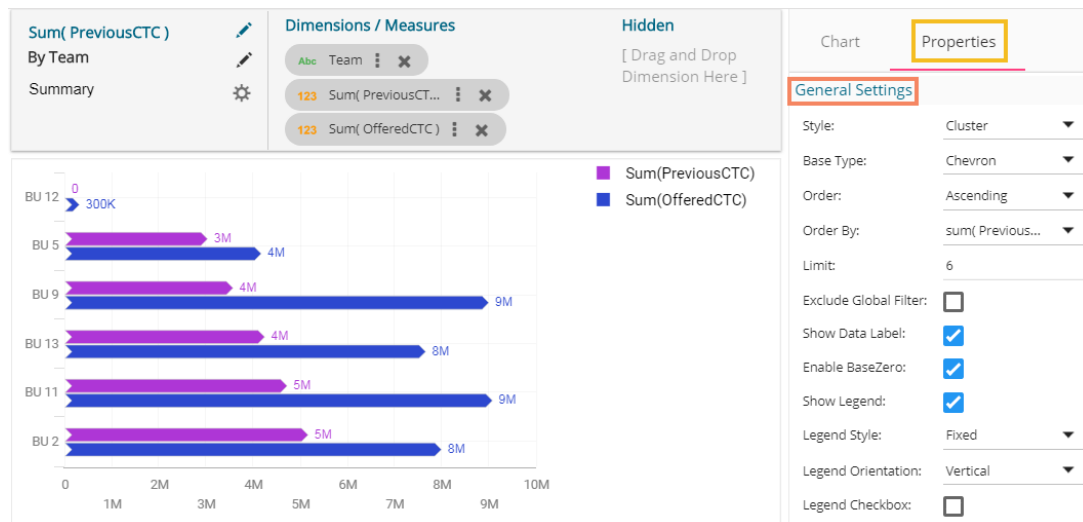 Sum( PreviousCTC )
By Team
Summary
Dimensions / Measures
Abc Team
123 Sum( PreviousCT...
123 Sum( OfferedCTC )
Hidden
[ Drag and Drop
Dimension Here ]
Chart
Properties
General Settings
Style: Cluster
Base Type: Chevron
Order: Ascending
Order By: sum( Previous...
Limit: 6
Exclude Global Filter:
Show Data Label:
Enable BaseZero:
Show Legend:
Legend Style: Fixed
Legend Orientation: Vertical
Legend Checkbox:
Sum(PreviousCTC)
Sum(OfferedCTC)
BU 12 0
300K
BU 5 3M
4M
BU 9 4M
9M
BU 13 4M
8M
BU 11 5M
9M
BU 2 5M
8M
0 2M 4M 6M 8M 10M
1M 3M 5M 7M 9M